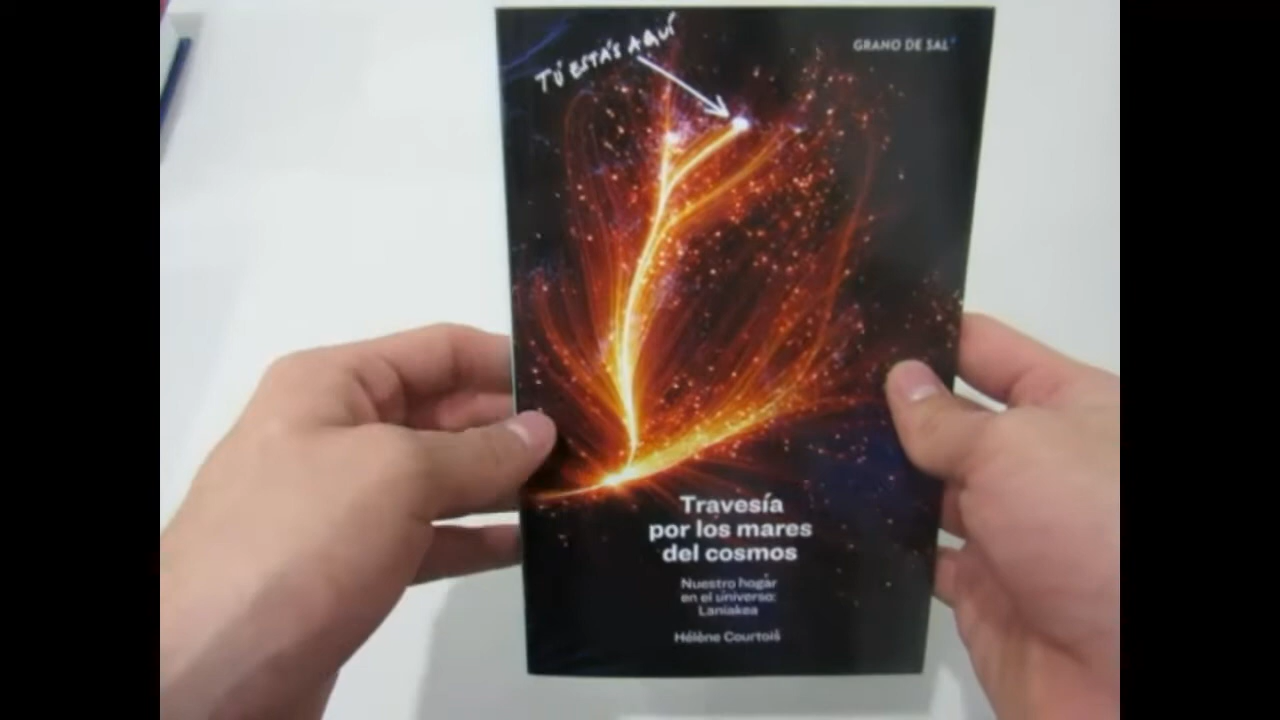 TÚ ESTÁS AQUÍ
GRANO DE SAL
Travesía
por los mares
del cosmos
Nuestro hogar
en el universo:
Laniakea
Hélène Courtois